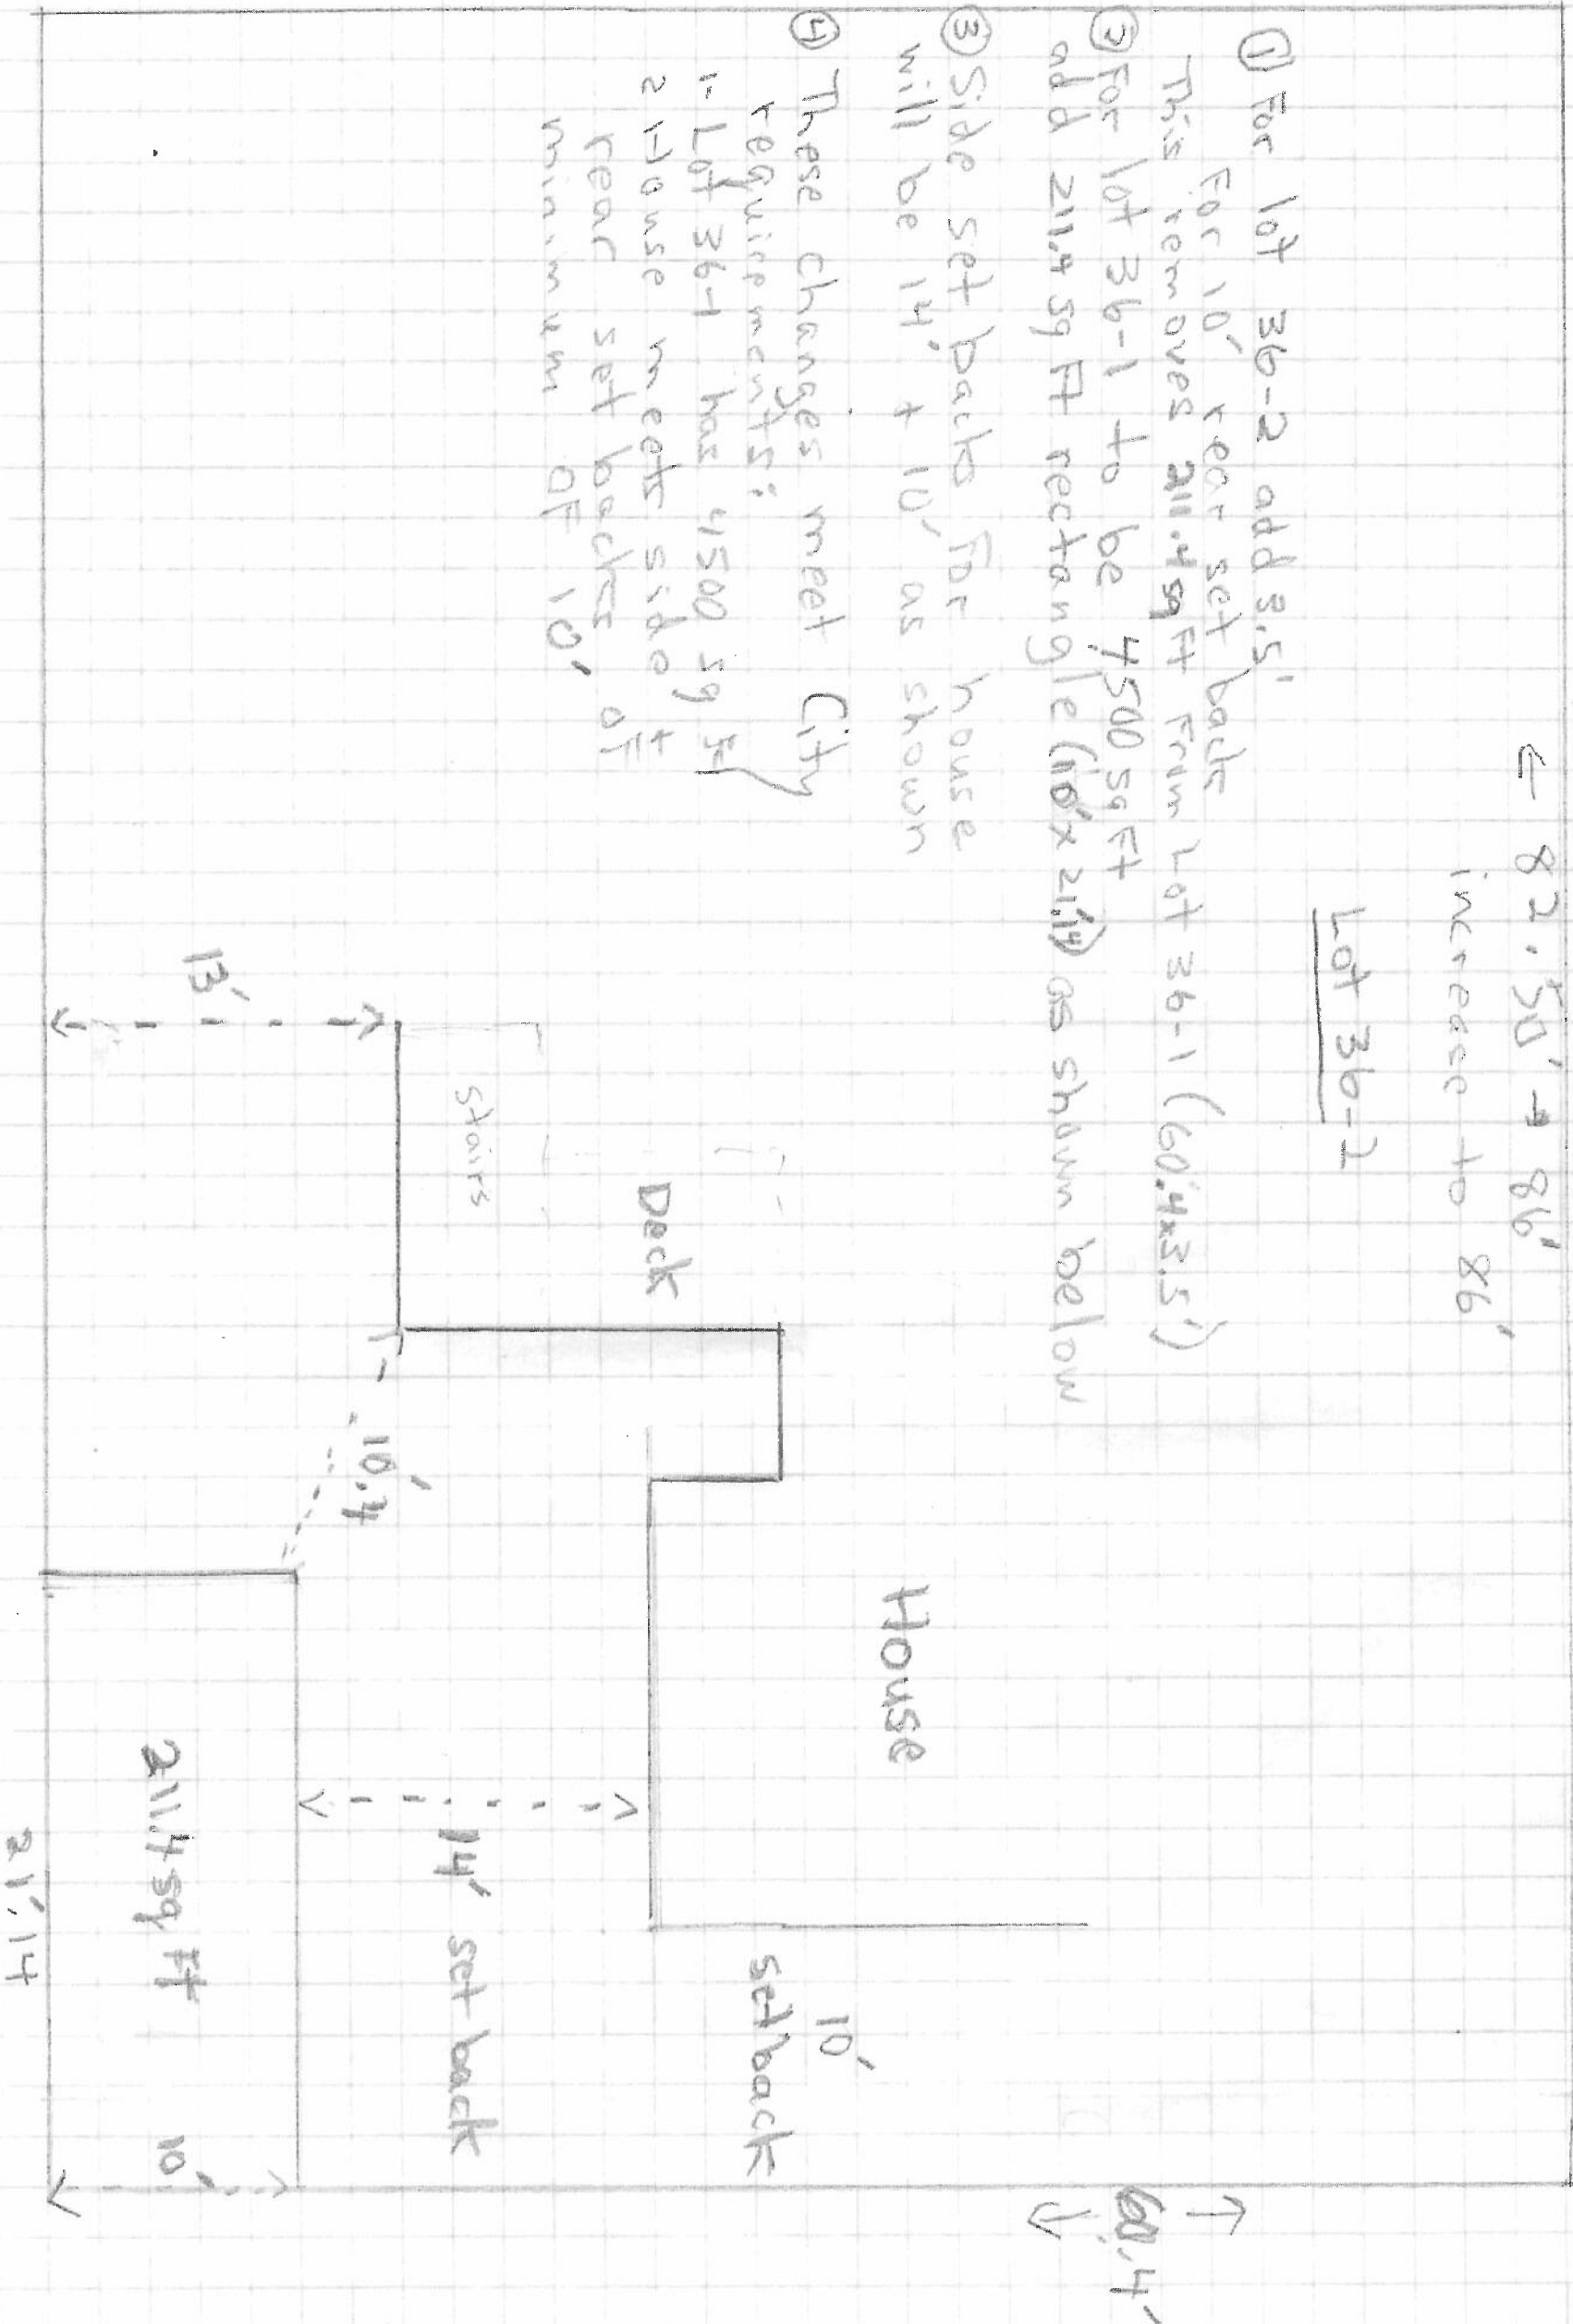 ← 82.50' → 86'
increase to 86'
Lot 36-2
① For lot 36-2 add 3.5'
For 10' rear set back
This removes 211.4 sq Ft From Lot 36-1 (60.'4x3.5')
② For lot 36-1 to be 4500 sq Ft
add 211.4 sq Ft rectangle (10'x 21.'14) as shown below
③ Side set backs For house
will be 14' + 10' as shown
④ These changes meet City
requirements:
1- Lot 36-1 has 4500 sq Ft
2 House meets side +
rear set backs of
minimum OF 10'
Stairs
Deck
House
13'
10.'4
14' set back
10'
set back
211.4 sq Ft
21.'14
10'
← 60.'4' →